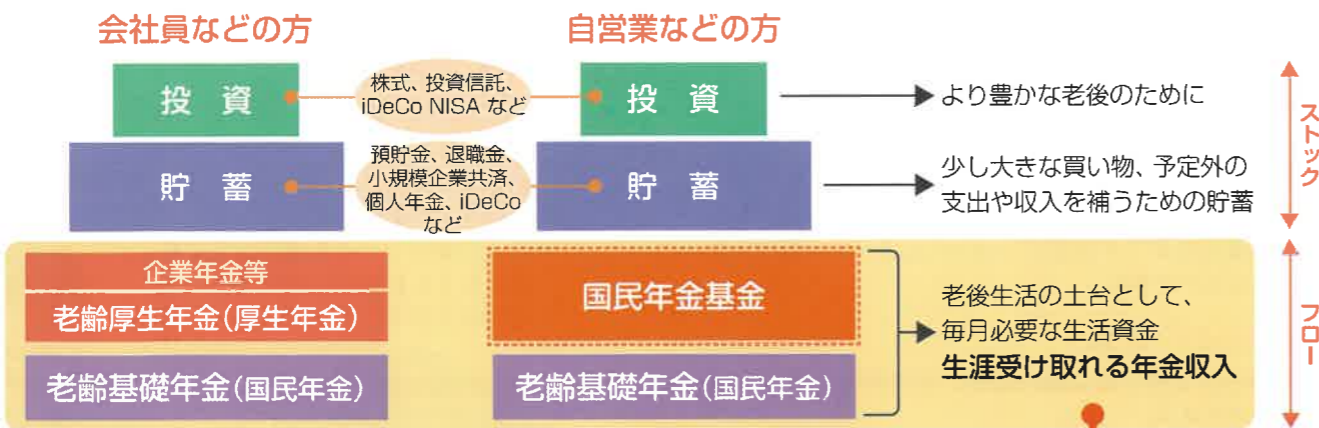 会社員などの方
自営業などの方
投 資
株式、投資信託、
iDeCo NISA など
投 資
より豊かな老後のために
貯 蓄
預貯金、退職金、
小規模企業共済、
個人年金、iDeCo
など
貯 蓄
少し大きな買い物、予定外の
支出や収入を補うための貯蓄
ストック
企業年金等
老齢厚生年金(厚生年金)
老齢基礎年金(国民年金)
国民年金基金
老齢基礎年金(国民年金)
老後生活の土台として、
毎月必要な生活資金
生涯受け取れる年金収入
フロー